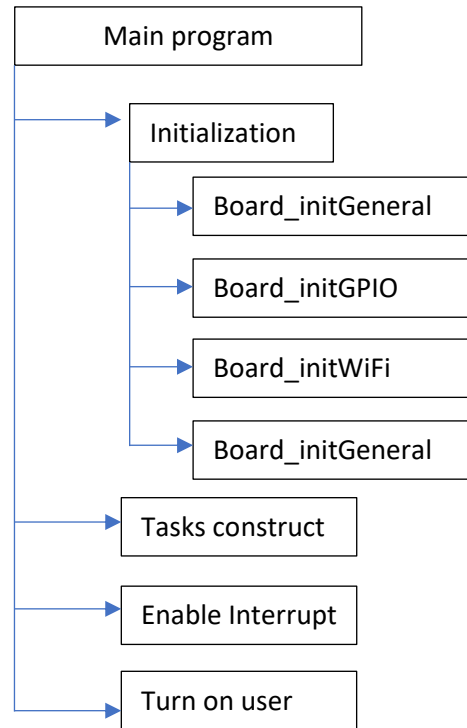 Main program
Initialization
Board_initGeneral
Board_initGPIO
Board_initWiFi
Board_initGeneral
Tasks construct
Enable Interrupt
Turn on user